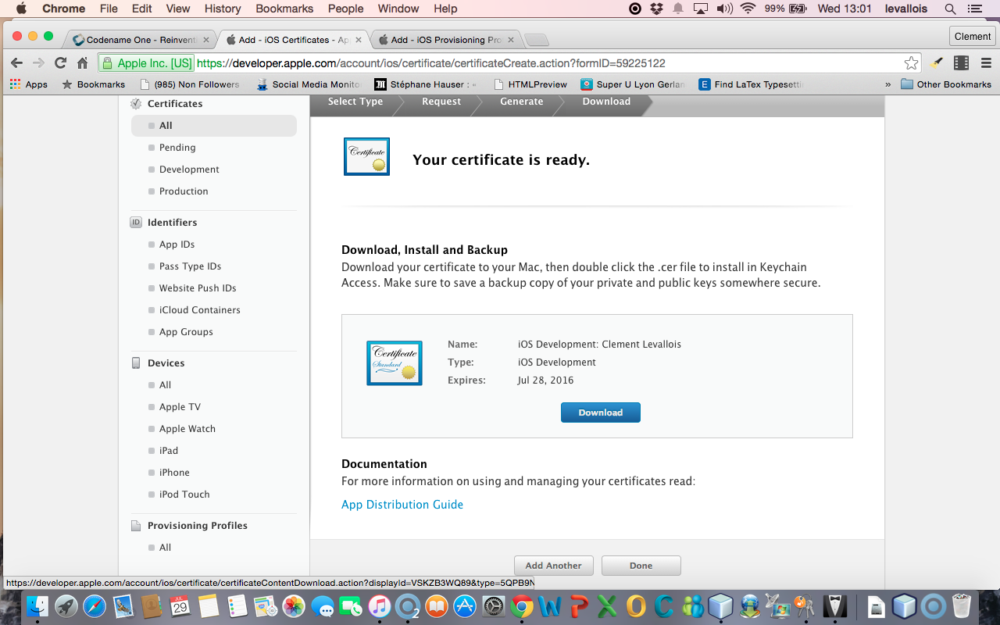 Chrome File Edit View History Bookmarks People Window Help 99% Wed 13:01 levallois
Codename One - Reinventi Add - iOS Certificates - Ap Add - iOS Provisioning Pro Clement
Apple Inc. [US] https://developer.apple.com/account/ios/certificate/certificateCreate.action?formID=59225122
Apps Bookmarks (985) Non Followers Social Media Monito Stéphane Hauser : « HTMLPreview Super U Lyon Gerlan E Find LaTex Typesettin » Other Bookmarks
Certificates
All
Pending
Development
Production
ID Identifiers
App IDs
Pass Type IDs
Website Push IDs
iCloud Containers
App Groups
Devices
All
Apple TV
Apple Watch
iPad
iPhone
iPod Touch
Provisioning Profiles
All
Select Type Request Generate Download
Certificate
Your certificate is ready.
Download, Install and Backup
Download your certificate to your Mac, then double click the .cer file to install in Keychain
Access. Make sure to save a backup copy of your private and public keys somewhere secure.
Certificate
Standard
Name: iOS Development: Clement Levallois
Type: iOS Development
Expires: Jul 28, 2016
Download
Documentation
For more information on using and managing your certificates read:
App Distribution Guide
Add Another Done
https://developer.apple.com/account/ios/certificate/certificateContentDownload.action?displayId=VSKZB3WQ89&type=5QPB9N
JUL
29
2